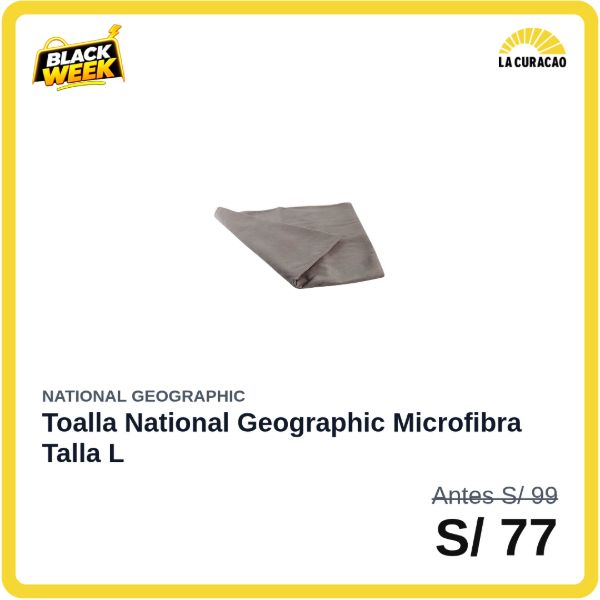 BLACK
WEEK
LA CURACAO
NATIONAL GEOGRAPHIC
Toalla National Geographic Microfibra
Talla L
Antes S/ 99
S/ 77